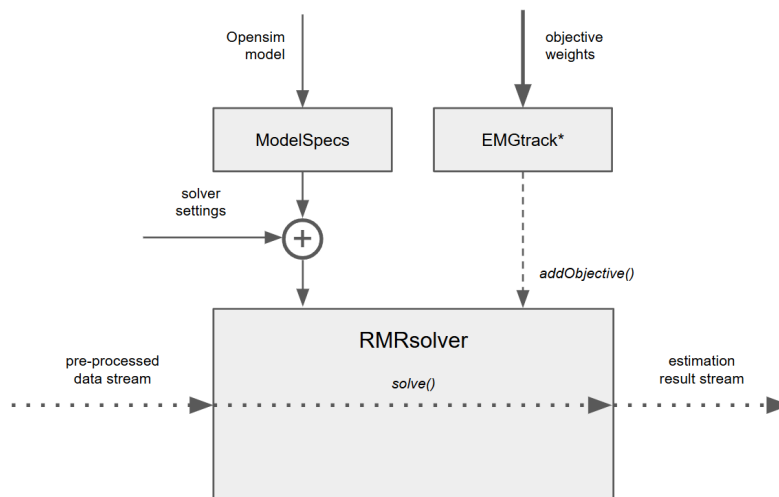 Opensim
model
objective
weights
ModelSpecs
EMGtrack*
solver
settings
+
addObjective()
RMRsolver
pre-processed
data stream
solve()
estimation
result stream